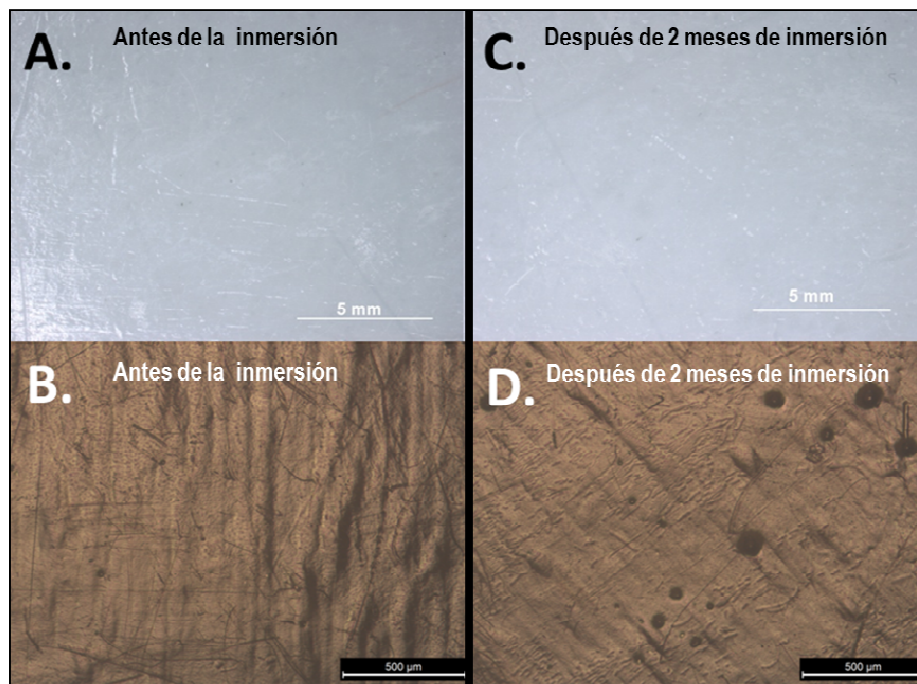 A.
Antes de la inmersión
5 mm
C.
Después de 2 meses de inmersión
5 mm
B.
Antes de la inmersión
500 µm
D.
Después de 2 meses de inmersión
500 µm